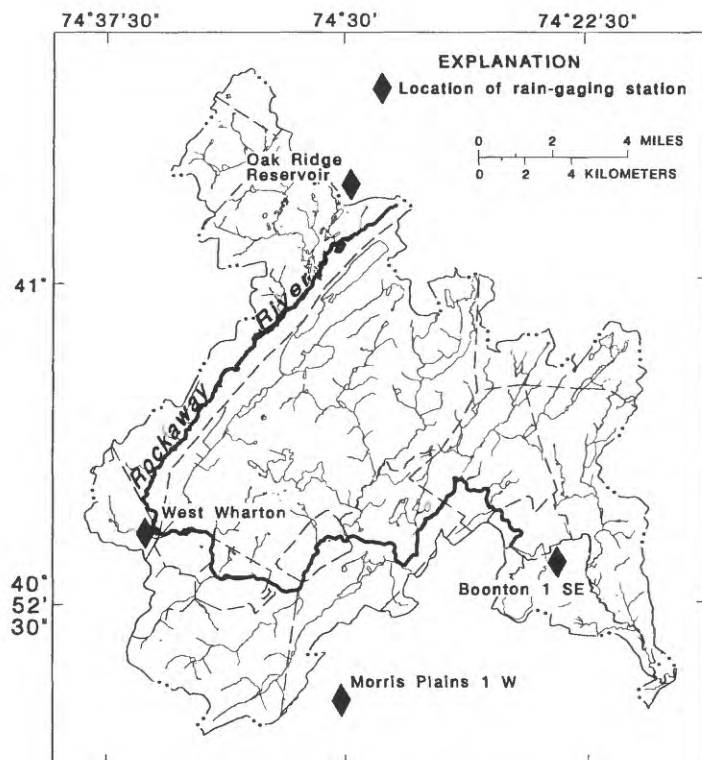 74°37'30" 74°30" 74°22'30"
EXPLANATION
Location of rain-gaging station
0 2 4 MILES
0 2 4 KILOMETERS
Oak Ridge
Reservoir
41°
Rockaway River
West Wharton
Boonton 1 SE
40°
52'
30"
Morris Plains 1 W